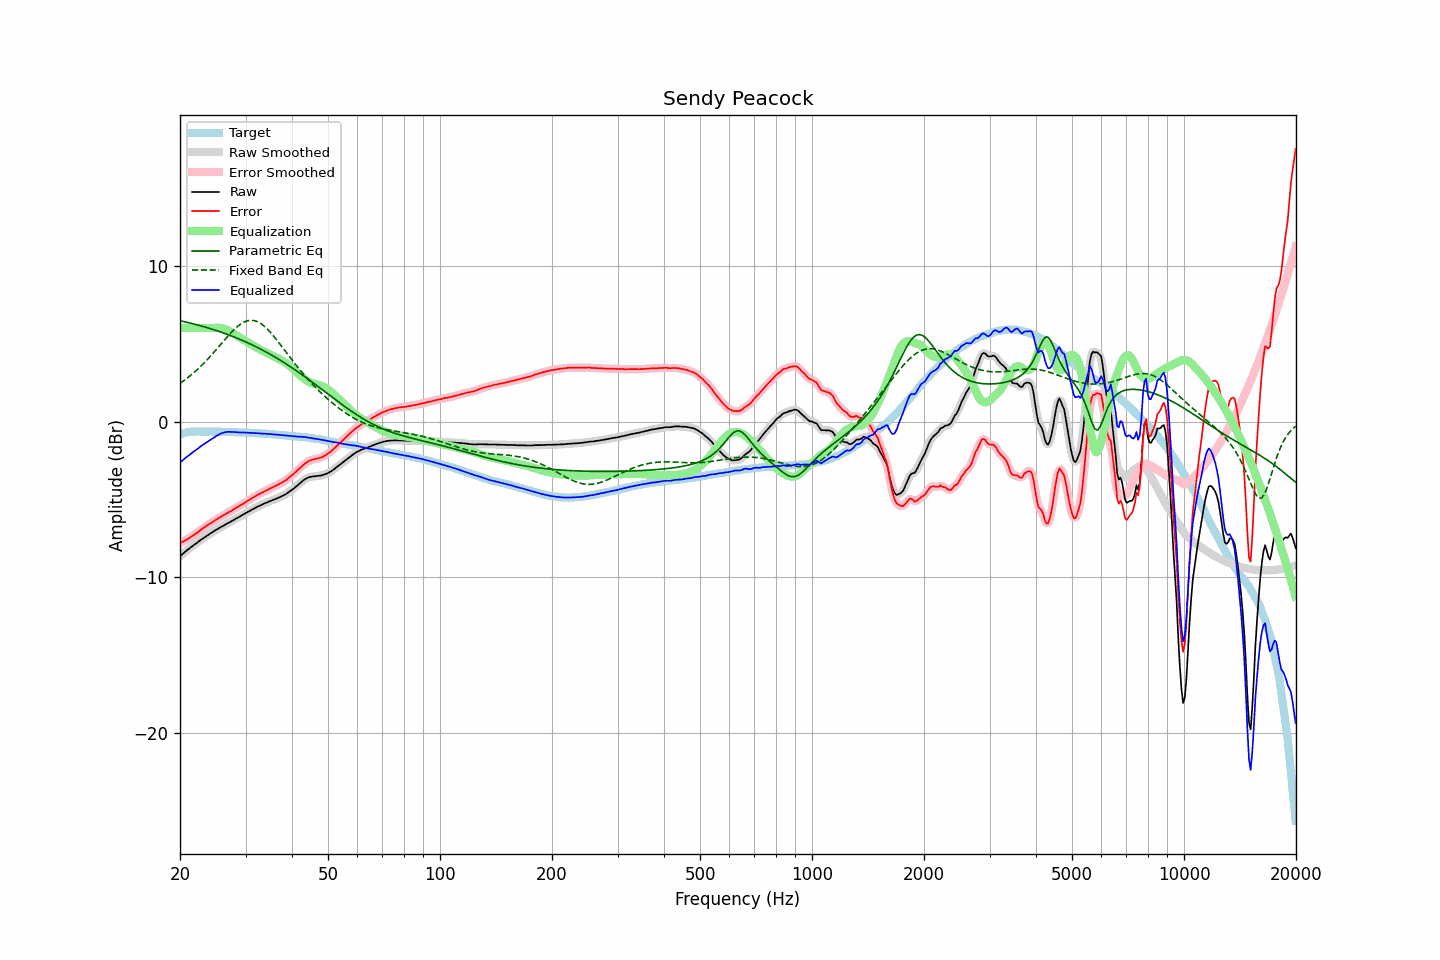 Sendy Peacock
Target
Raw Smoothed
Error Smoothed
Raw
Error
Equalization
Parametric Eq
Fixed Band Eq
Equalized
10
0
−10
−20
Amplitude (dBr)
20
50
100
200
500
1000
2000
5000
10000
20000
Frequency (Hz)